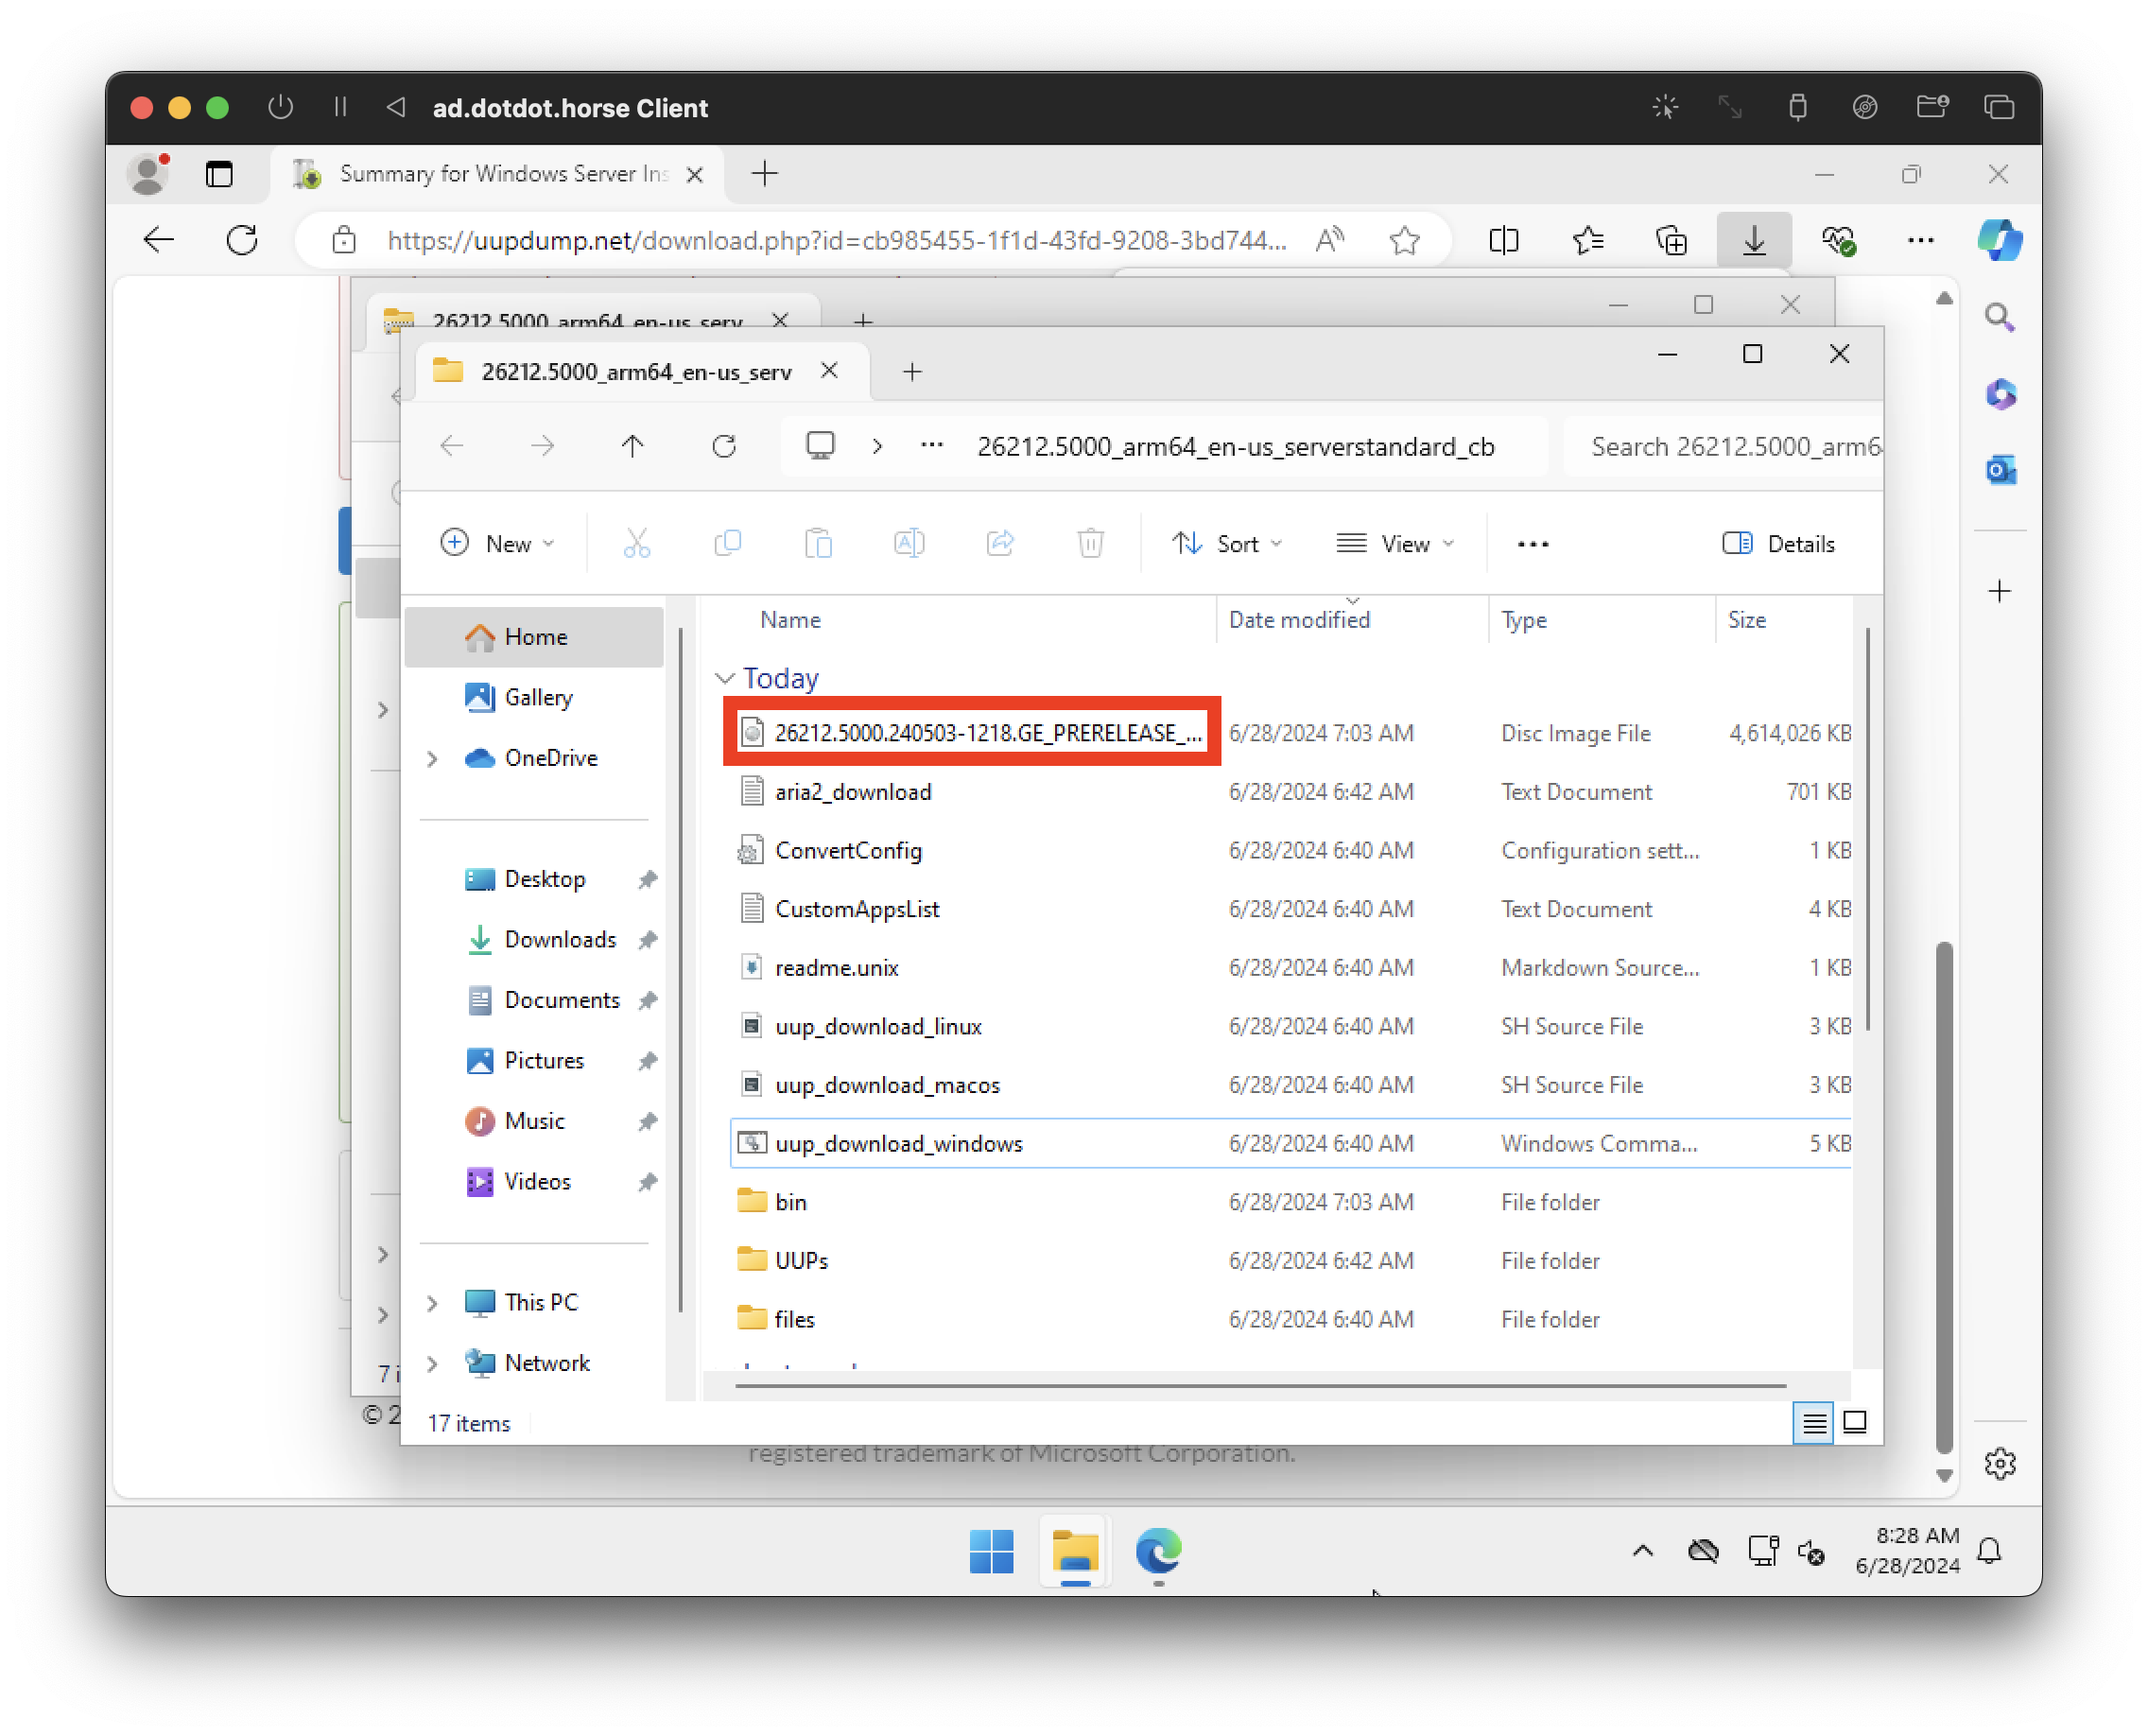 ad.dotdot.horse Client
Summary for Windows Server Ins
https://uupdump.net/download.php?id=cb985455-1f1d-43fd-9208-3bd744...
26212.5000_arm64_en-us_serv
26212.5000_arm64_en-us_serv
26212.5000_arm64_en-us_serverstandard_cb
Search 26212.5000_arm6
New
Sort
View
Details
Name Date modified Type Size
Home
Gallery
OneDrive
Desktop
Downloads
Documents
Pictures
Music
Videos
This PC
Network
Today
26212.5000.240503-1218.GE_PRERELEASE_... 6/28/2024 7:03 AM Disc Image File 4,614,026 KB
aria2_download 6/28/2024 6:42 AM Text Document 701 KB
ConvertConfig 6/28/2024 6:40 AM Configuration sett... 1 KB
CustomAppsList 6/28/2024 6:40 AM Text Document 4 KB
readme.unix 6/28/2024 6:40 AM Markdown Source... 1 KB
uup_download_linux 6/28/2024 6:40 AM SH Source File 3 KB
uup_download_macos 6/28/2024 6:40 AM SH Source File 3 KB
uup_download_windows 6/28/2024 6:40 AM Windows Comma... 5 KB
bin 6/28/2024 7:03 AM File folder
UUPs 6/28/2024 6:42 AM File folder
files 6/28/2024 6:40 AM File folder
7 i
© 2
17 items
registered trademark of Microsoft Corporation.
8:28 AM
6/28/2024